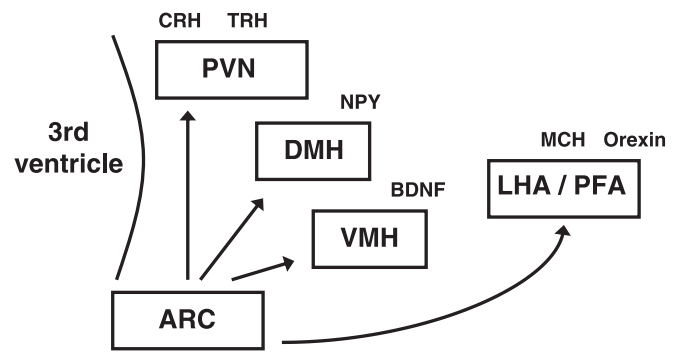 CRH TRH
PVN
NPY
DMH
3rd
ventricle
MCH Orexin
LHA / PFA
BDNF
VMH
ARC